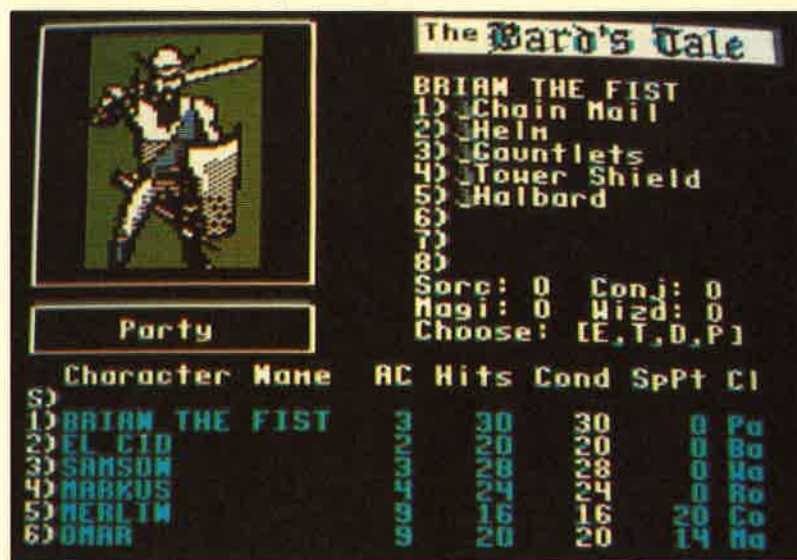 The Bard's Tale
BRIAN THE FIST
1) Chain Mail
2) Helm
3) Gauntlets
4) Tower Shield
5) Halbard
6)
7)
8)
Sorc: 0 Conj: 0
Magi: 0 Wizd: 0
Choose: [E,T,D,P]
Party
Character Name AC Hits Cond SpPt Cl
S)
1) BRIAN THE FIST 3 30 30 0 Pa
2) EL CID 2 20 20 0 Ba
3) SAMSON 3 28 28 0 Wa
4) MARKUS 4 24 24 0 Ro
5) MERLIN 9 16 16 20 Co
6) OMAR 9 20 20 14 Ma